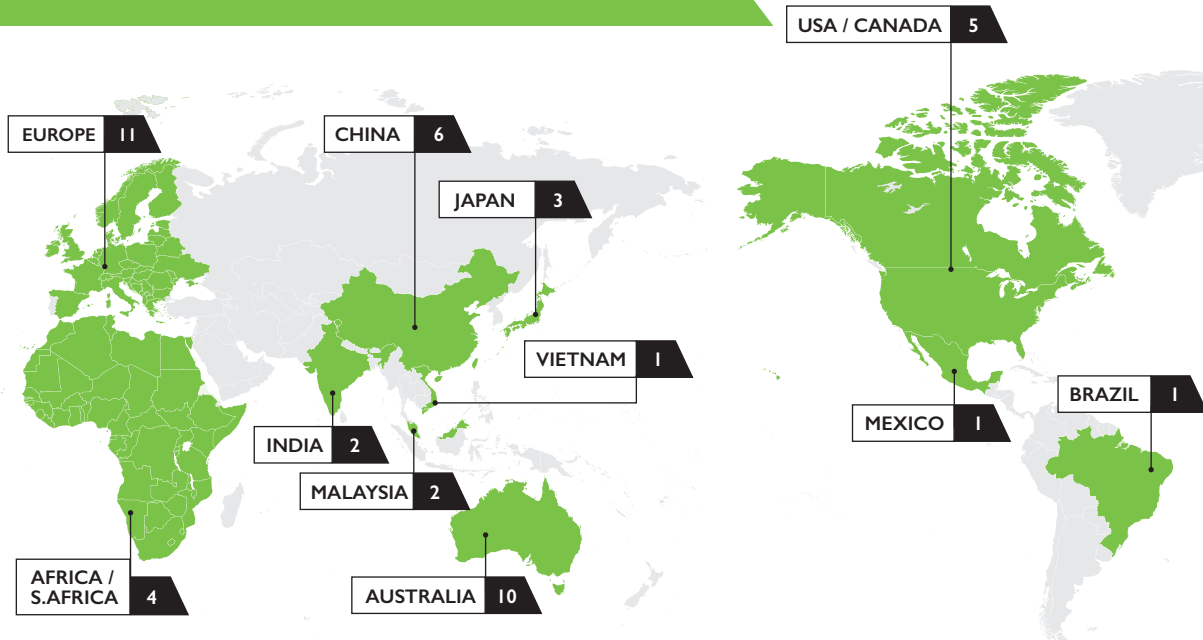 USA / CANADA 5
EUROPE 11
CHINA 6
JAPAN 3
VIETNAM 1
BRAZIL 1
MEXICO 1
INDIA 2
MALAYSIA 2
AFRICA /
S.AFRICA 4
AUSTRALIA 10